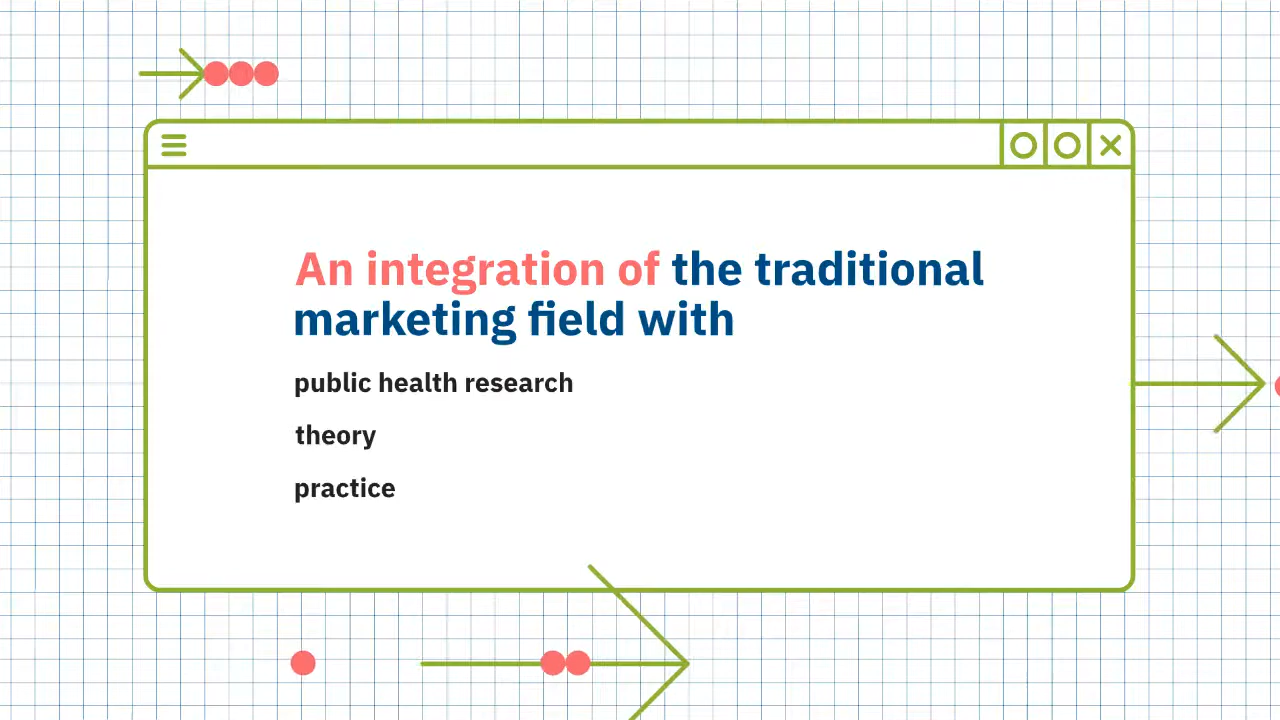 An integration of the traditional
marketing field with
public health research
theory
practice